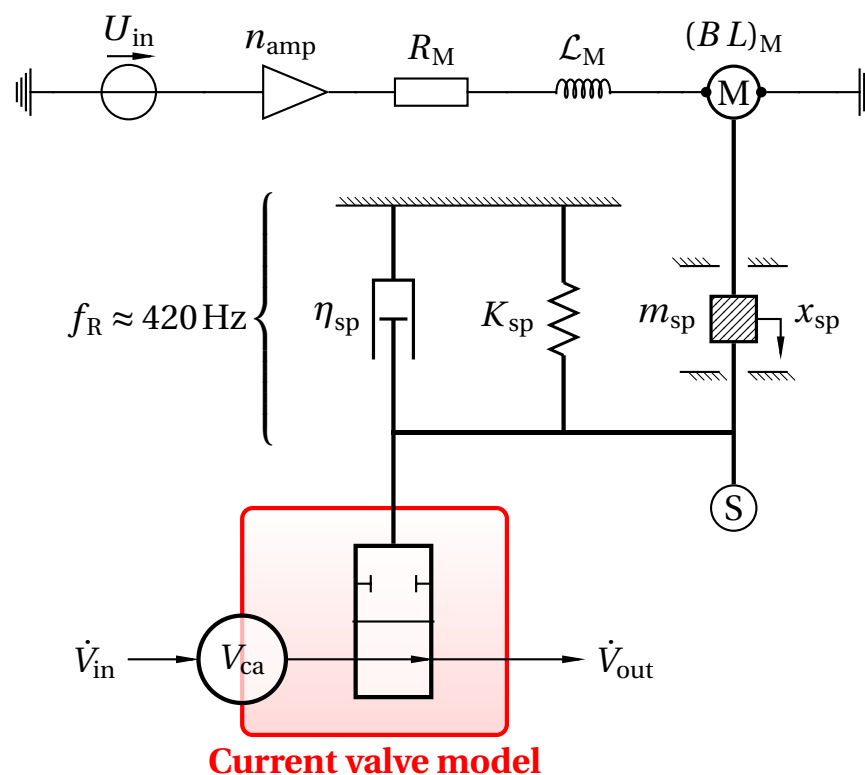 U_in n_amp R_M ℒ_M (B L)_M
M
f_R ≈ 420 Hz η_sp K_sp m_sp x_sp
S
V̇_in V_ca V̇_out
Current valve model